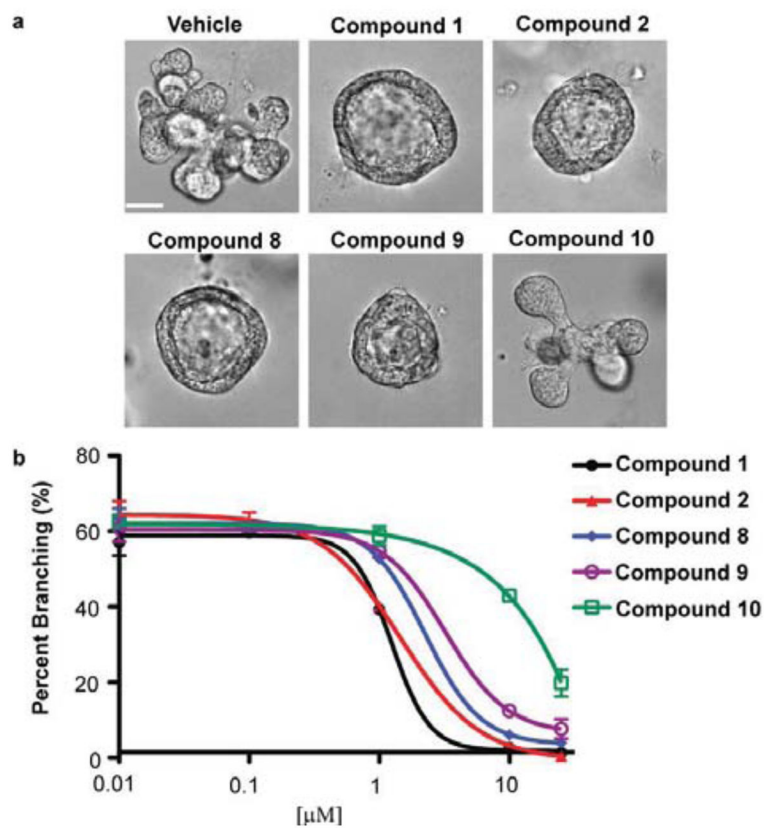 a
Vehicle
Compound 1
Compound 2
Compound 8
Compound 9
Compound 10
b
Percent Branching (%)
80
60
40
20
0
0.01
0.1
1
10
[μM]
Compound 1
Compound 2
Compound 8
Compound 9
Compound 10